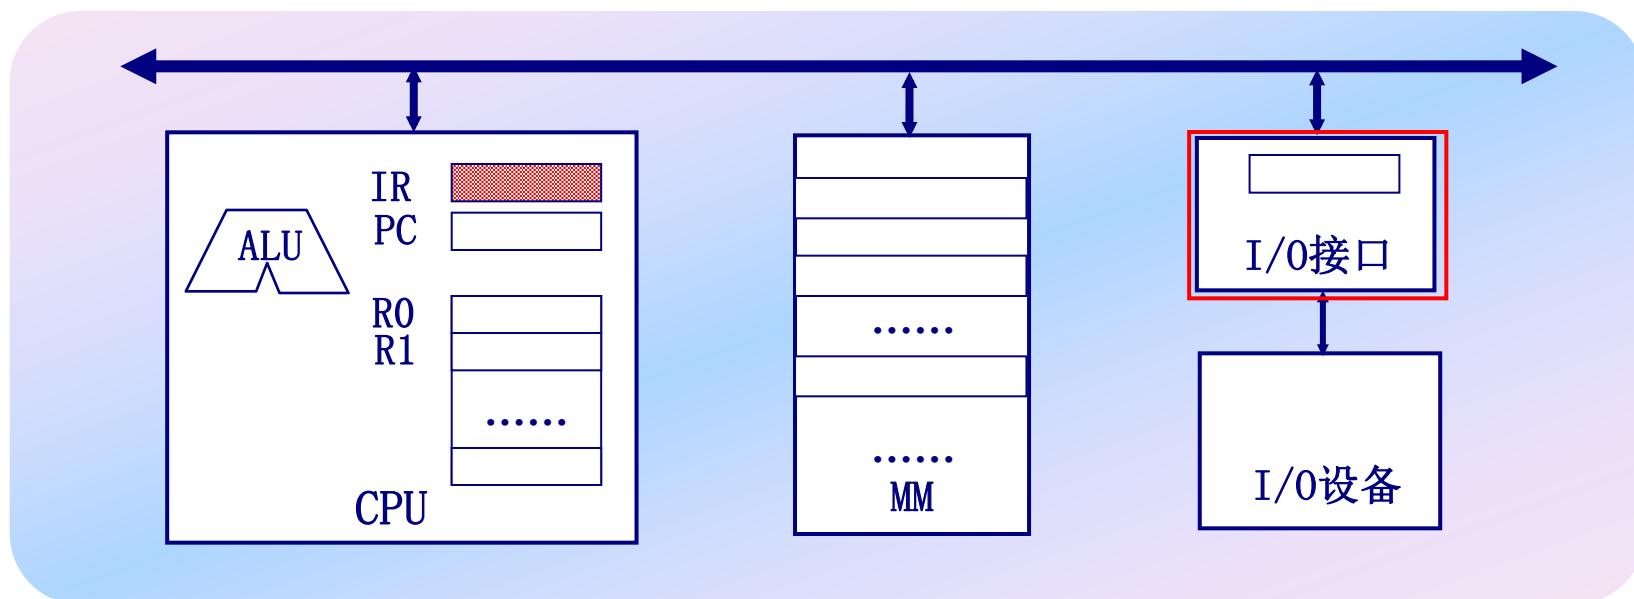 IR
PC
ALU
R0
R1
......
CPU
......
......
MM
I/O接口
I/O设备